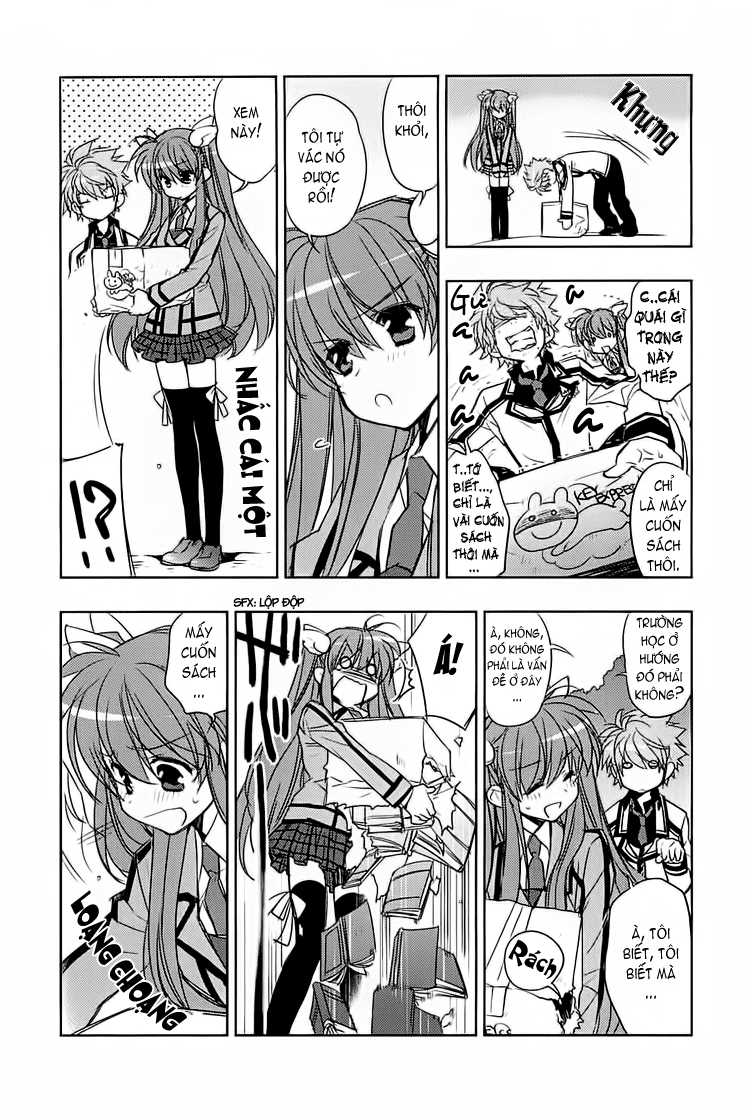 Khựng
C..CÁI
QUÁI GÌ
TRONG
NÀY
THẾ?
Gừ
a
a
a
a
a
a
CHỈ
LÀ MẤY
CUỐN
SÁCH
THÔI.
T..TỚ
BIẾT...,
CHỈ LÀ
VÀI CUỐN
SÁCH
THÔI MÀ
...
THÔI
KHỎI,
TÔI TỰ
VÁC NÓ
ĐƯỢC
RỒI!
XEM
NÀY!
NHẤC CÁI MỘT
!?
TRƯỜNG
HỌC Ở
HƯỚNG
ĐÓ PHẢI
KHÔNG?
À, KHÔNG,
ĐÓ KHÔNG
PHẢI LÀ VẤN
ĐỀ Ở ĐÂY
...
À, TÔI
BIẾT, TÔI
BIẾT MÀ
...
Rách
SFX: LỘP ĐỘP
Á!
MẤY
CUỐN
SÁCH
...
LOẠNG CHOẠNG